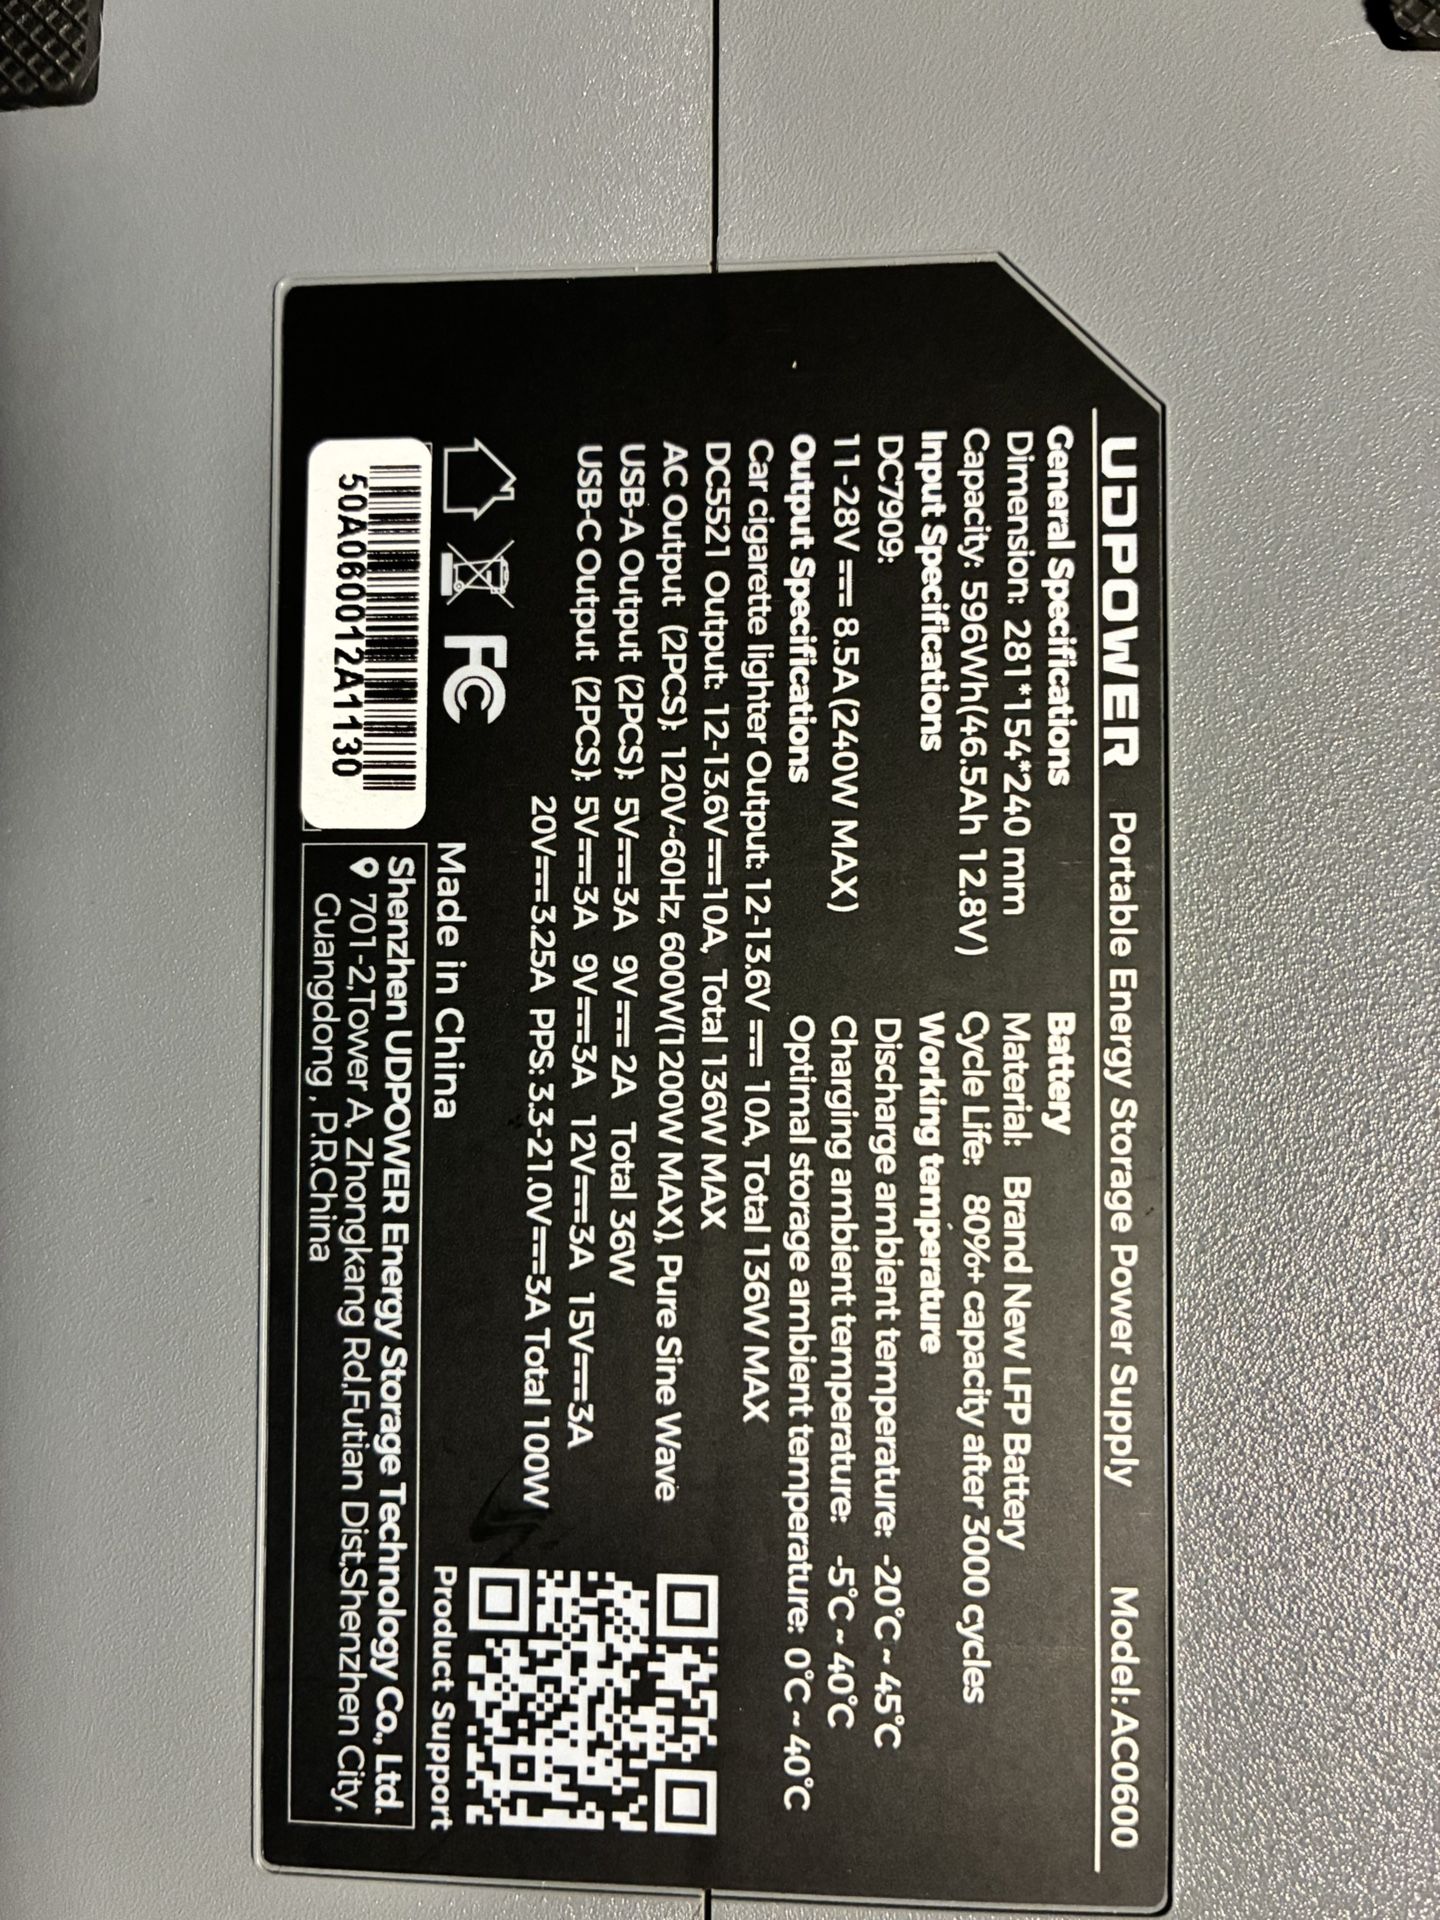 UDPOWER Portable Energy Storage Power Supply Model: AC0600
General Specifications
Dimension: 281*154*240 mm
Capacity: 596Wh(46.5Ah 12.8V)
Input Specifications
DC7909:
11-28V⎓8.5A(240W MAX)
Battery
Material: Brand New LFP Battery
Cycle Life: 80%+ capacity after 3000 cycles
Working temperature
Discharge ambient temperature: -20°C ~ 45°C
Charging ambient temperature: -5°C ~ 40°C
Optimal storage ambient temperature: 0°C ~ 40°C
Output Specifications
Car cigarette lighter Output: 12-13.6V⎓10A, Total 136W MAX
DC5521 Output: 12-13.6V⎓10A, Total 136W MAX
AC Output (2PCS): 120V~60Hz, 600W(1200W MAX), Pure Sine Wave
USB-A Output (2PCS): 5V⎓3A 9V⎓2A Total 36W
USB-C Output (2PCS): 5V⎓3A 9V⎓3A 12V⎓3A 15V⎓3A
20V⎓3.25A PPS: 3.3-21.0V⎓3A Total 100W
FC
Made in China
Product Support
50A060012A1130
Shenzhen UDPOWER Energy Storage Technology Co., Ltd.
701-2,Tower A, Zhongkang Rd,Futian Dist,Shenzhen City,
Guangdong , P.R.China